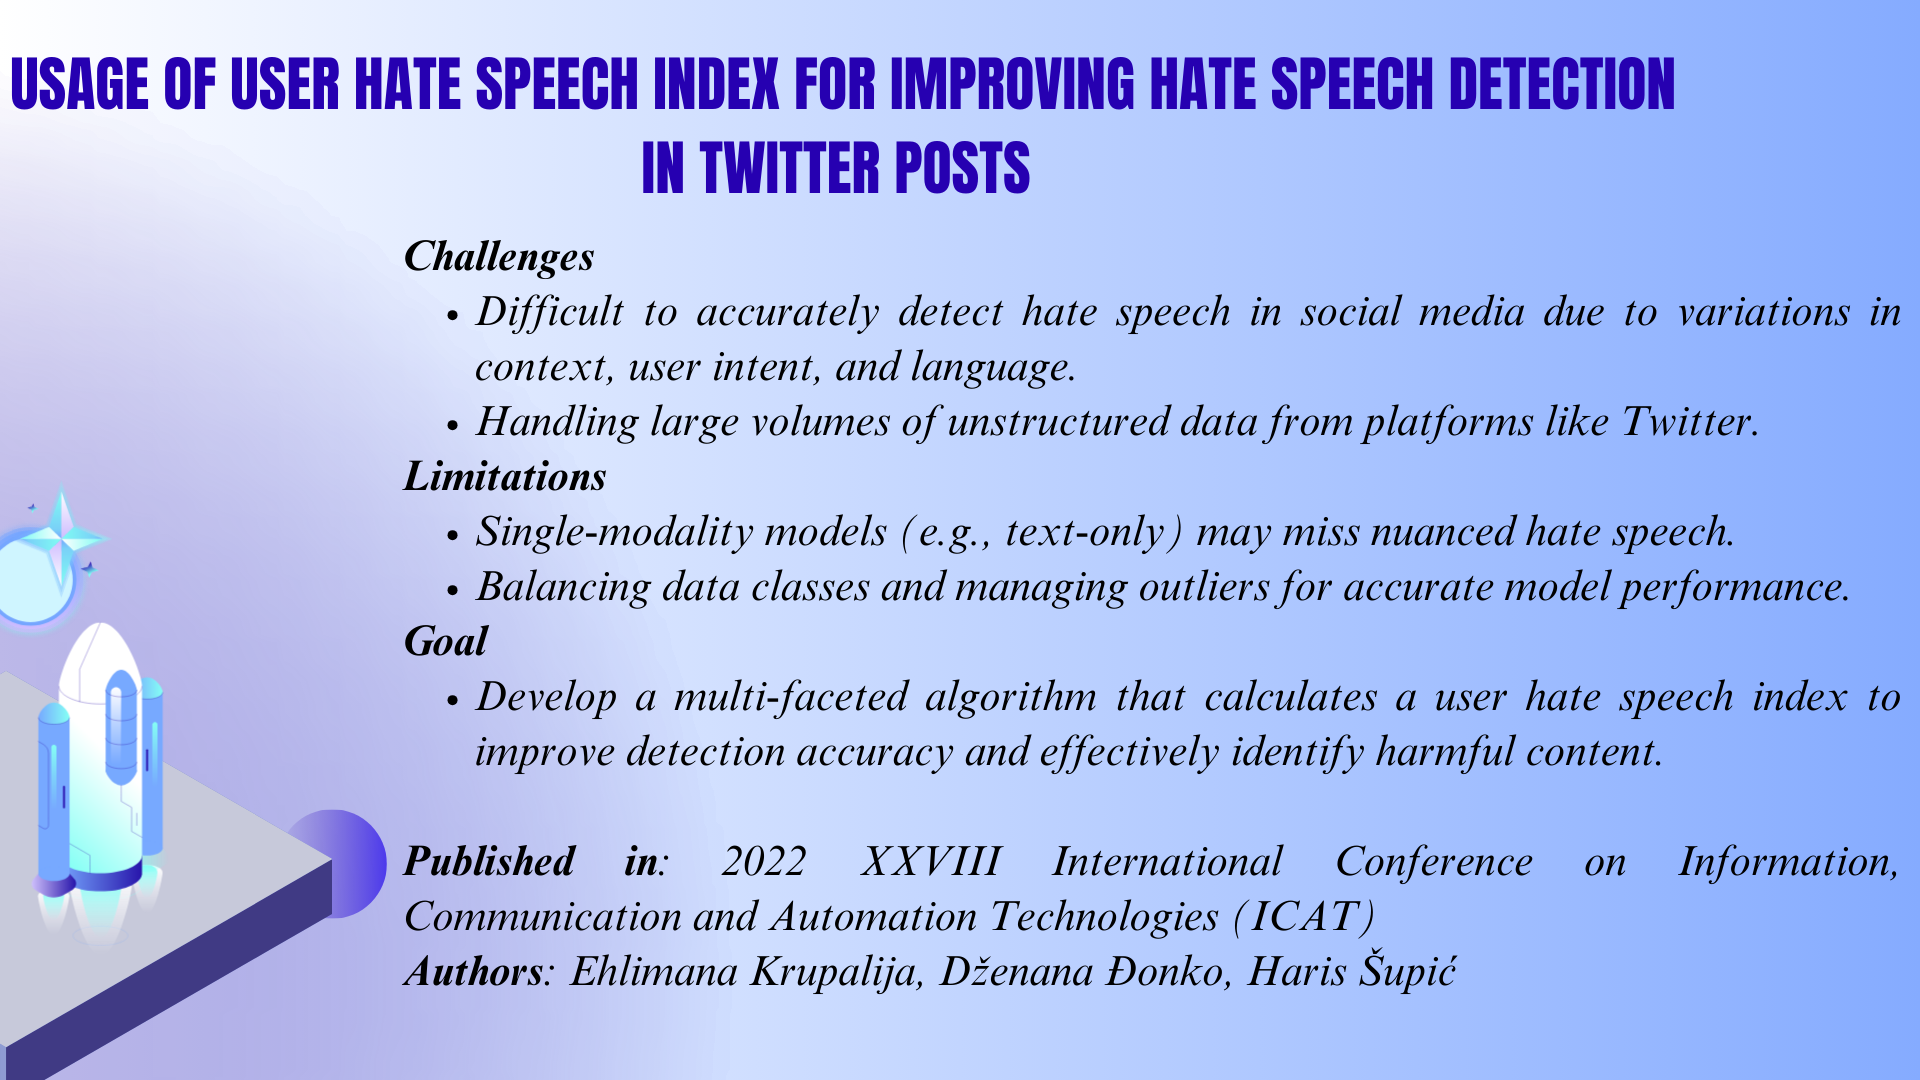 USAGE OF USER HATE SPEECH INDEX FOR IMPROVING HATE SPEECH DETECTION
IN TWITTER POSTS
Challenges
• Difficult to accurately detect hate speech in social media due to variations in
context, user intent, and language.
• Handling large volumes of unstructured data from platforms like Twitter.
Limitations
• Single-modality models (e.g., text-only) may miss nuanced hate speech.
• Balancing data classes and managing outliers for accurate model performance.
Goal
• Develop a multi-faceted algorithm that calculates a user hate speech index to
improve detection accuracy and effectively identify harmful content.
Published in: 2022 XXVIII International Conference on Information,
Communication and Automation Technologies (ICAT)
Authors: Ehlimana Krupalija, Dženana Đonko, Haris Šupić